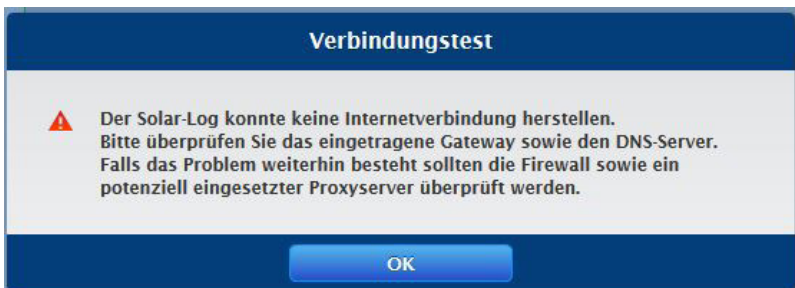 Verbindungstest
Der Solar-Log konnte keine Internetverbindung herstellen.
Bitte überprüfen Sie das eingetragene Gateway sowie den DNS-Server.
Falls das Problem weiterhin besteht sollten die Firewall sowie ein
potenziell eingesetzter Proxyserver überprüft werden.
OK